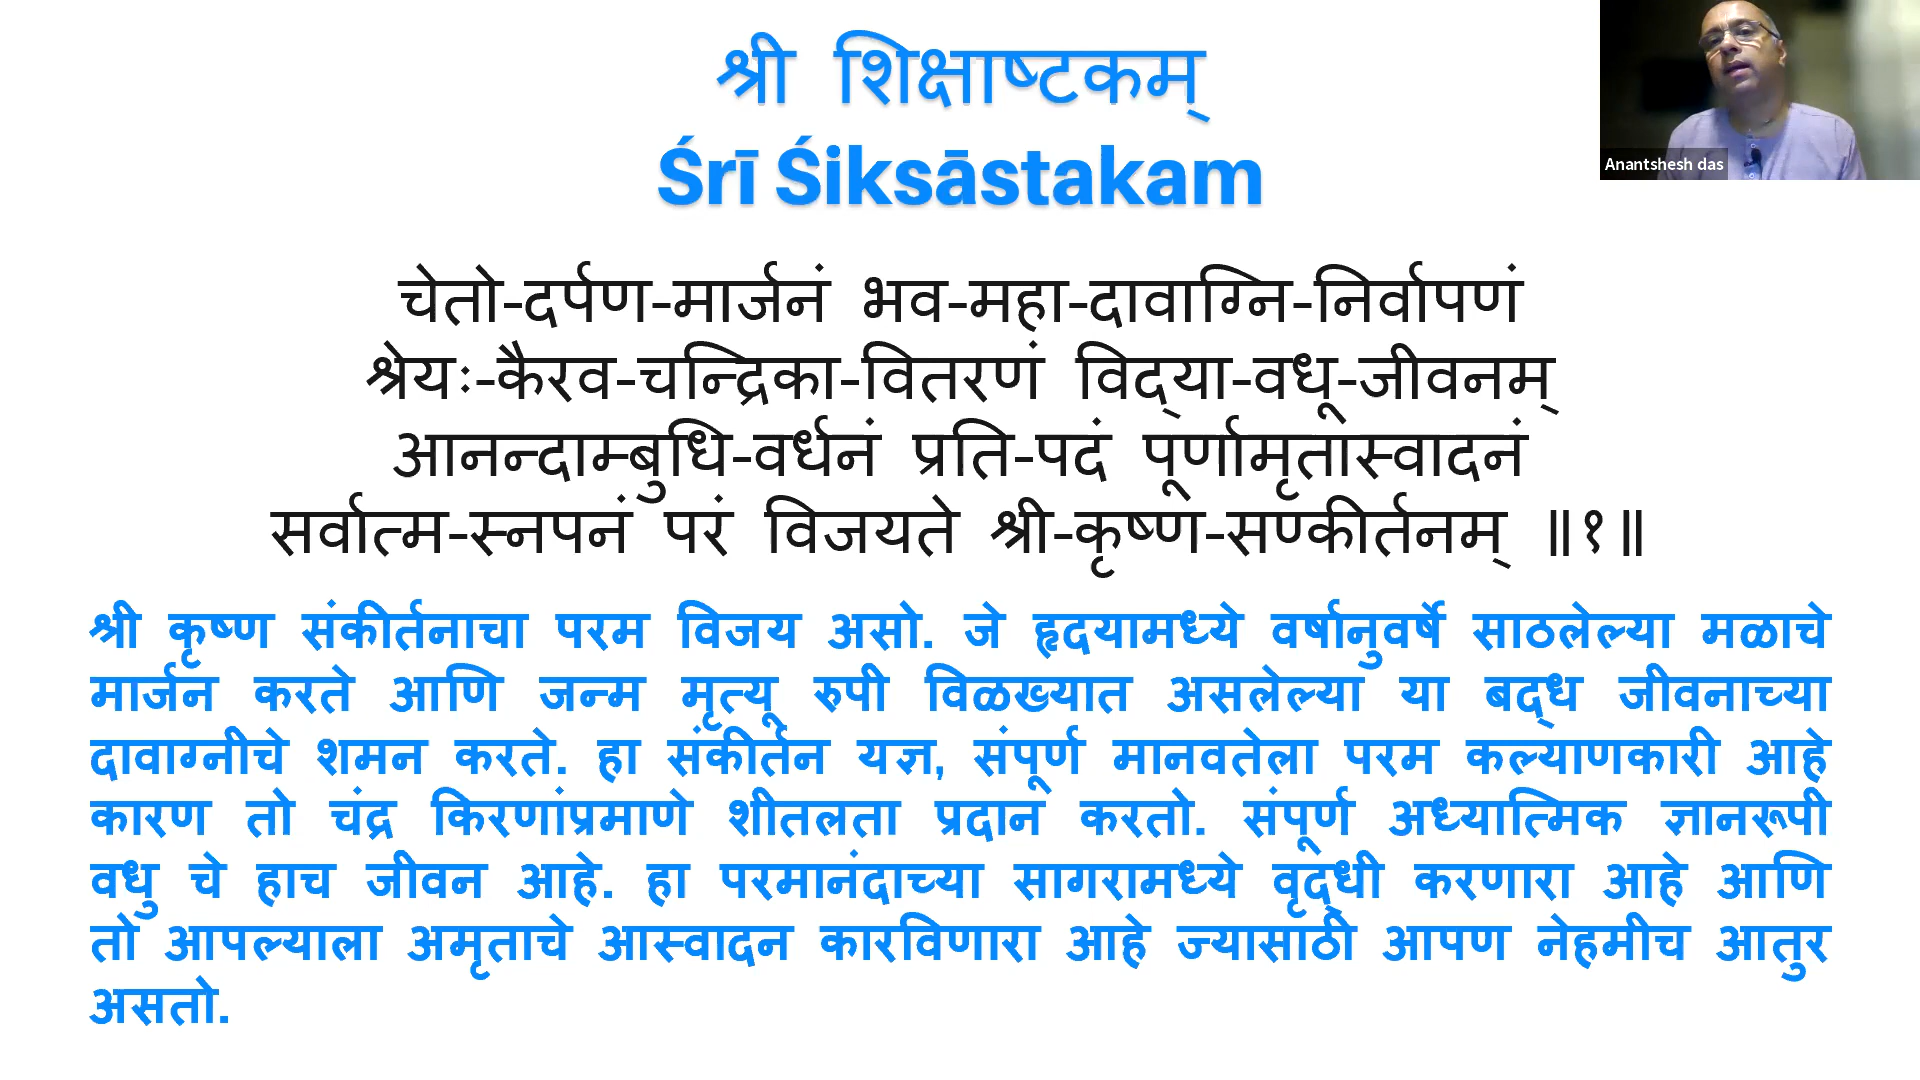 श्री शिक्षाष्टकम्
Śrī Śiksāstakam
Anantshesh das
चेतो-दर्पण-मार्जनं भव-महा-दावाग्नि-निर्वापणं
श्रेयः-कैरव-चन्द्रिका-वितरणं विद्‌या-वधू-जीवनम्
आनन्दाम्बुधि-वर्धनं प्रति-पदं पूर्णामृतास्वादनं
सर्वात्म-स्नपनं परं विजयते श्री-कृष्ण-सण्कीर्तनम् ॥१॥
श्री कृष्ण संकीर्तनाचा परम विजय असो. जे हृदयामध्ये वर्षानुवर्षे साठलेल्या मळाचे
मार्जन करते आणि जन्म मृत्यू रुपी विळख्यात असलेल्या या बद्‌ध जीवनाच्या
दावाग्नीचे शमन करते. हा संकीर्तन यज्ञ, संपूर्ण मानवतेला परम कल्याणकारी आहे
कारण तो चंद्र किरणांप्रमाणे शीतलता प्रदान करतो. संपूर्ण अध्यात्मिक ज्ञानरूपी
वधु चे हाच जीवन आहे. हा परमानंदाच्या सागरामध्ये वृद्‌धी करणारा आहे आणि
तो आपल्याला अमृताचे आस्वादन कारविणारा आहे ज्यासाठी आपण नेहमीच आतुर
असतो.